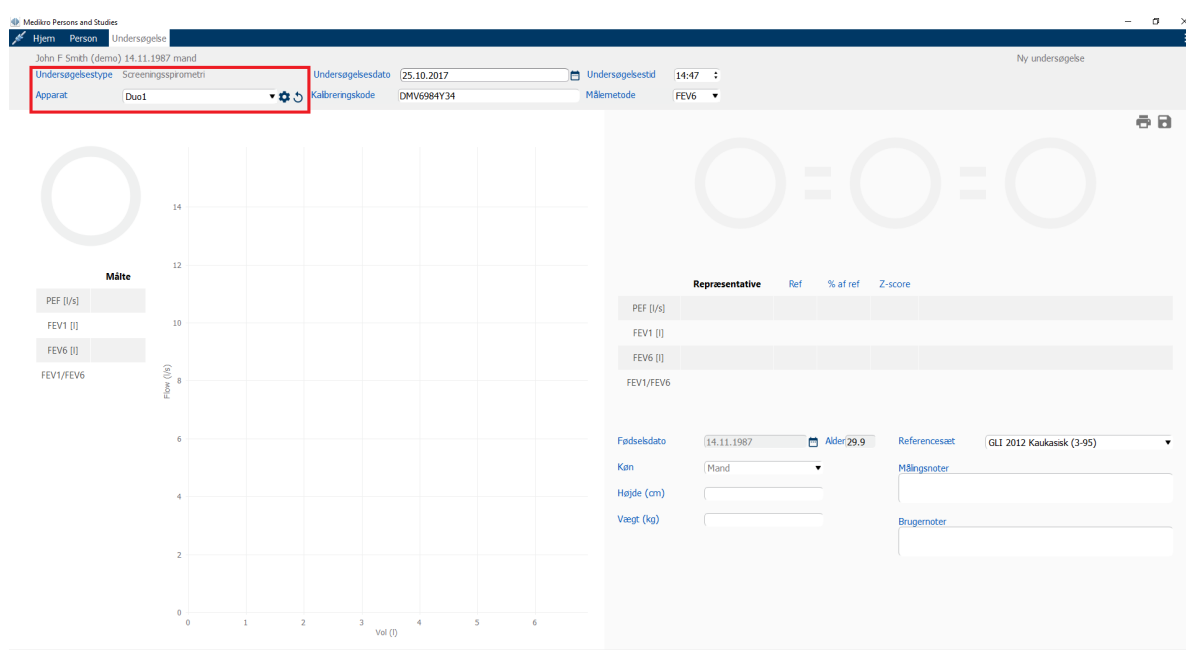 Medikro Persons and Studies
Hjem Person Undersøgelse
John F Smith (demo) 14.11.1987 mand Ny undersøgelse
Undersøgelsestype Screeningsspirometri Undersøgelsesdato 25.10.2017 Undersøgelsestid 14:47
Apparat Duo1 Kalibreringskode DMV6984Y34 Målemetode FEV6
Målte
PEF [l/s]
FEV1 [l]
FEV6 [l]
FEV1/FEV6
Flow (l/s)
14
12
10
8
6
4
2
0
0 1 2 3 4 5 6
Vol (l)
Repræsentative Ref % af ref Z-score
PEF [l/s]
FEV1 [l]
FEV6 [l]
FEV1/FEV6
Fødselsdato 14.11.1987 Alder 29.9 Referencesæt GLI 2012 Kaukasisk (3-95)
Køn Mand Målingsnoter
Højde (cm)
Vægt (kg) Brugernoter